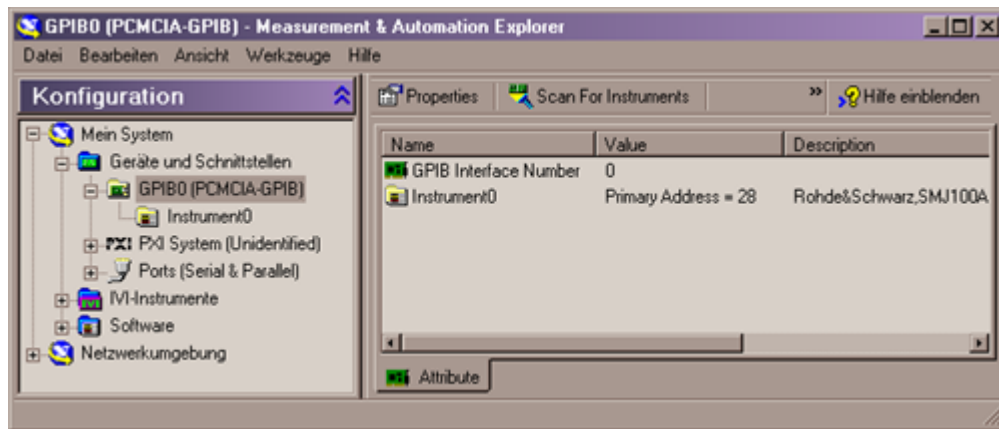 GPIB0 (PCMCIA-GPIB) - Measurement & Automation Explorer
Datei Bearbeiten Ansicht Werkzeuge Hilfe
Konfiguration
Mein System
Geräte und Schnittstellen
GPIB0 (PCMCIA-GPIB)
Instrument0
PXI PXI System (Unidentified)
Ports (Serial & Parallel)
IVI-Instrumente
Software
Netzwerkumgebung
Properties Scan For Instruments » Hilfe einblenden
Name Value Description
GPIB Interface Number 0
Instrument0 Primary Address = 28 Rohde&Schwarz,SMJ100A
Attribute